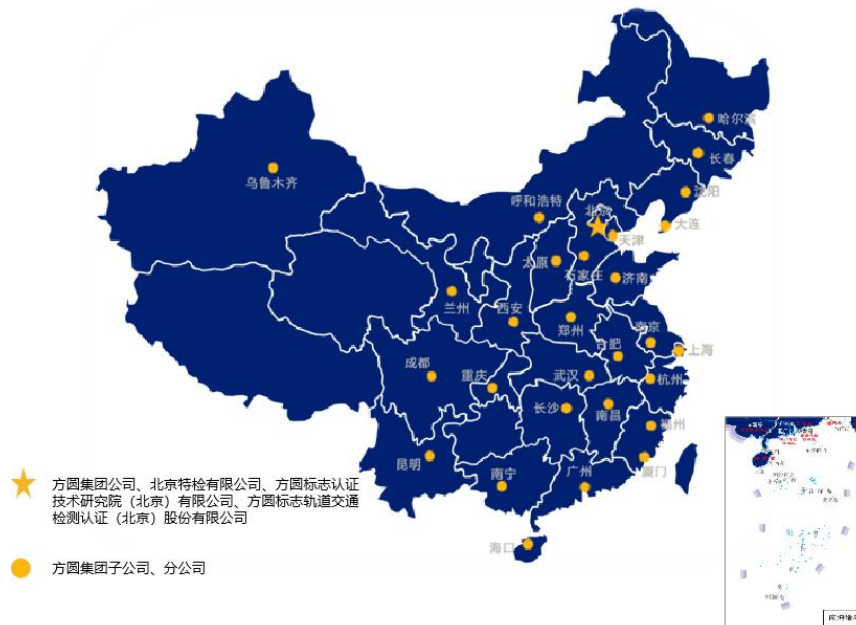 哈尔滨
长春
乌鲁木齐
沈阳
呼和浩特
北京
大连
天津
太原
石家庄
济南
兰州
西安
郑州
南京
合肥
上海
成都
重庆
武汉
杭州
长沙
南昌
福州
昆明
厦门
南宁
广州
海口
方圆集团公司、北京特检有限公司、方圆标志认证
技术研究院（北京）有限公司、方圆标志轨道交通
检测认证（北京）股份有限公司
方圆集团子公司、分公司